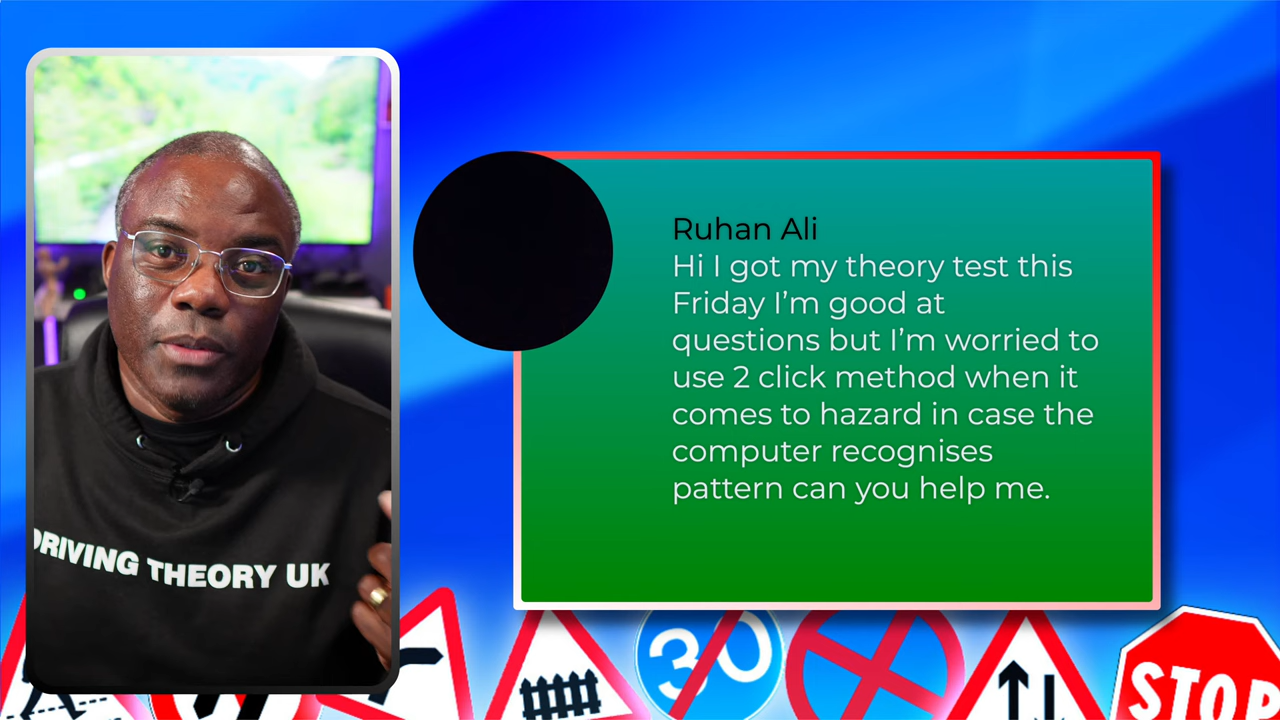 DRIVING THEORY UK
Ruhan Ali
Hi I got my theory test this
Friday I’m good at
questions but I’m worried to
use 2 click method when it
comes to hazard in case the
computer recognises
pattern can you help me.
30
STOP